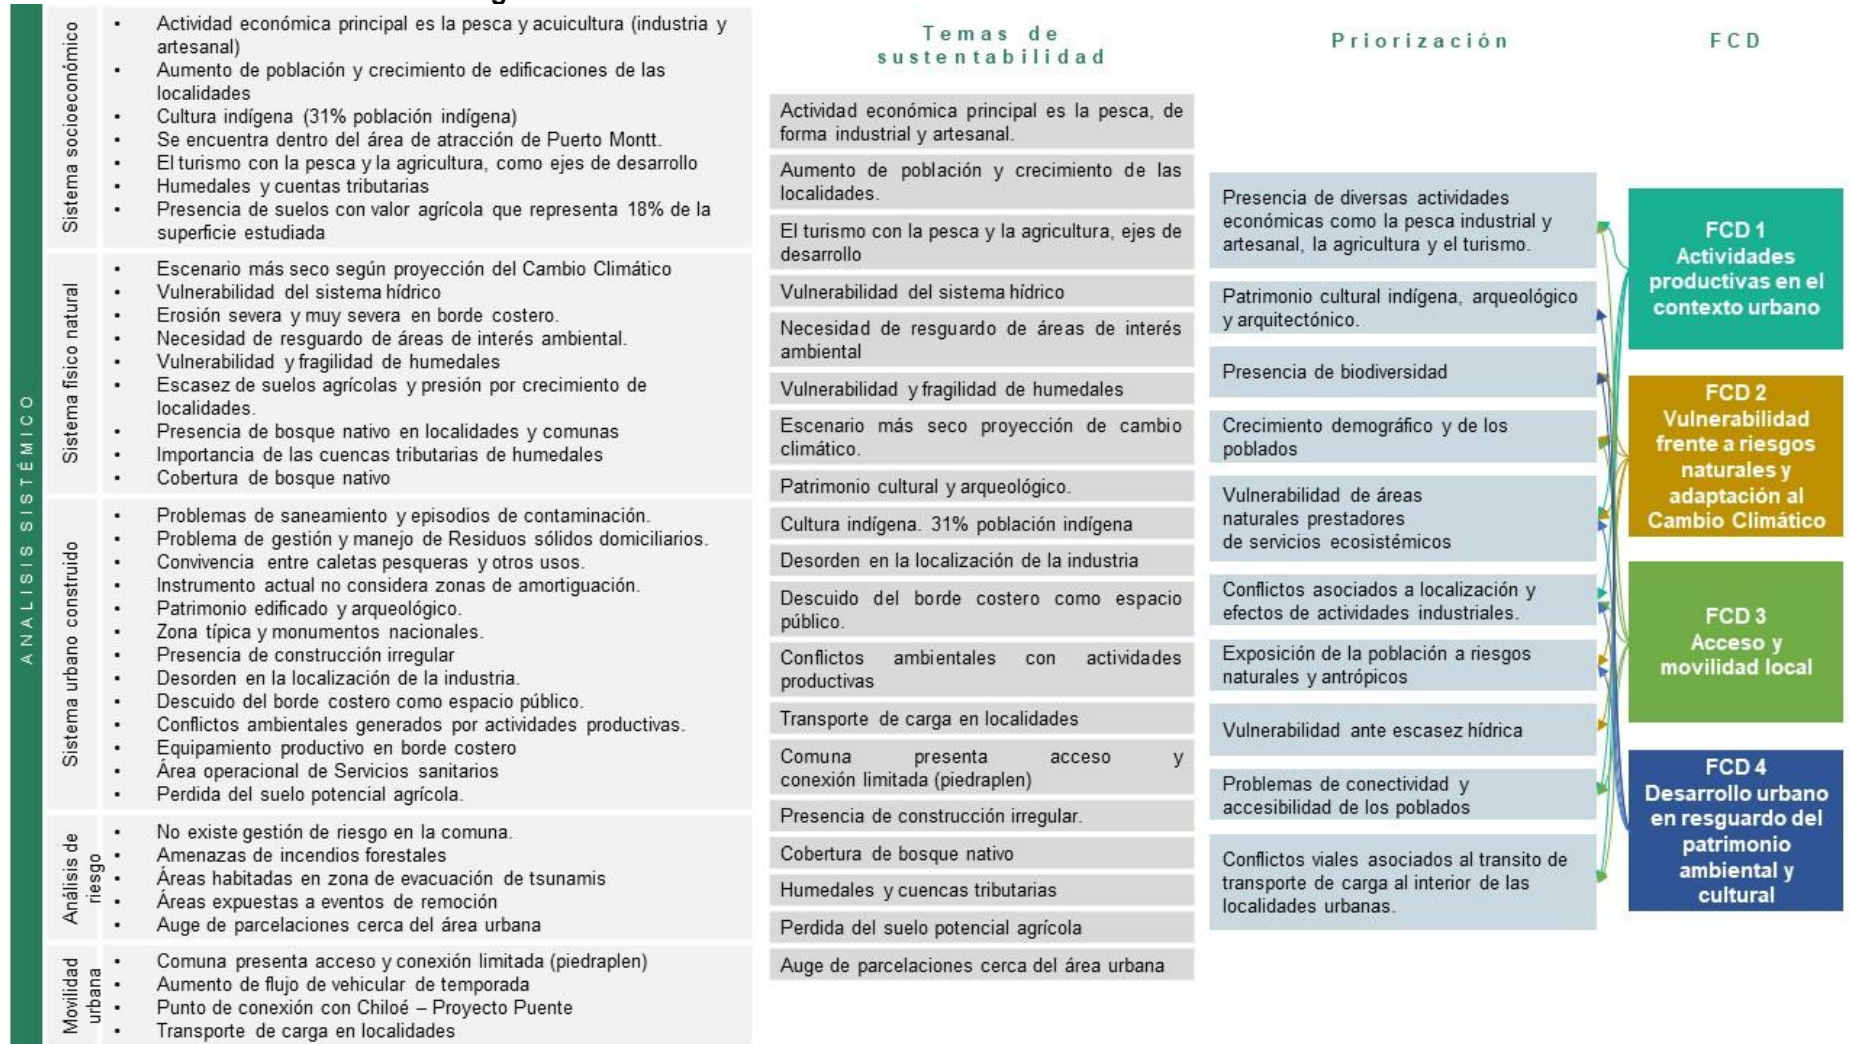 ANALISIS SISTÉMICO
Sistema socioeconómico
• Actividad económica principal es la pesca y acuicultura (industria y
artesanal)
• Aumento de población y crecimiento de edificaciones de las
localidades
• Cultura indígena (31% población indígena)
• Se encuentra dentro del área de atracción de Puerto Montt.
• El turismo con la pesca y la agricultura, como ejes de desarrollo
• Humedales y cuentas tributarias
• Presencia de suelos con valor agrícola que representa 18% de la
superficie estudiada
Sistema físico natural
• Escenario más seco según proyección del Cambio Climático
• Vulnerabilidad del sistema hídrico
• Erosión severa y muy severa en borde costero.
• Necesidad de resguardo de áreas de interés ambiental.
• Vulnerabilidad y fragilidad de humedales
• Escasez de suelos agrícolas y presión por crecimiento de
localidades.
• Presencia de bosque nativo en localidades y comunas
• Importancia de las cuencas tributarias de humedales
• Cobertura de bosque nativo
Sistema urbano construido
• Problemas de saneamiento y episodios de contaminación.
• Problema de gestión y manejo de Residuos sólidos domiciliarios.
• Convivencia entre caletas pesqueras y otros usos.
• Instrumento actual no considera zonas de amortiguación.
• Patrimonio edificado y arqueológico.
• Zona típica y monumentos nacionales.
• Presencia de construcción irregular
• Desorden en la localización de la industria.
• Descuido del borde costero como espacio público.
• Conflictos ambientales generados por actividades productivas.
• Equipamiento productivo en borde costero
• Área operacional de Servicios sanitarios
• Perdida del suelo potencial agrícola.
Análisis de
riesgo
• No existe gestión de riesgo en la comuna.
• Amenazas de incendios forestales
• Áreas habitadas en zona de evacuación de tsunamis
• Áreas expuestas a eventos de remoción
• Auge de parcelaciones cerca del área urbana
Movilidad
urbana
• Comuna presenta acceso y conexión limitada (piedraplen)
• Aumento de flujo de vehicular de temporada
• Punto de conexión con Chiloé – Proyecto Puente
• Transporte de carga en localidades
Temas de
sustentabilidad
Actividad económica principal es la pesca, de
forma industrial y artesanal.
Aumento de población y crecimiento de las
localidades.
El turismo con la pesca y la agricultura, ejes de
desarrollo
Vulnerabilidad del sistema hídrico
Necesidad de resguardo de áreas de interés
ambiental
Vulnerabilidad y fragilidad de humedales
Escenario más seco proyección de cambio
climático.
Patrimonio cultural y arqueológico.
Cultura indígena. 31% población indígena
Desorden en la localización de la industria
Descuido del borde costero como espacio
público.
Conflictos ambientales con actividades
productivas
Transporte de carga en localidades
Comuna presenta acceso y
conexión limitada (piedraplen)
Presencia de construcción irregular.
Cobertura de bosque nativo
Humedales y cuencas tributarias
Perdida del suelo potencial agrícola
Auge de parcelaciones cerca del área urbana
Priorización
Presencia de diversas actividades
económicas como la pesca industrial y
artesanal, la agricultura y el turismo.
Patrimonio cultural indígena, arqueológico
y arquitectónico.
Presencia de biodiversidad
Crecimiento demográfico y de los
poblados
Vulnerabilidad de áreas
naturales prestadores
de servicios ecosistémicos
Conflictos asociados a localización y
efectos de actividades industriales.
Exposición de la población a riesgos
naturales y antrópicos
Vulnerabilidad ante escasez hídrica
Problemas de conectividad y
accesibilidad de los poblados
Conflictos viales asociados al transito de
transporte de carga al interior de las
localidades urbanas.
FCD
FCD 1
Actividades
productivas en el
contexto urbano
FCD 2
Vulnerabilidad
frente a riesgos
naturales y
adaptación al
Cambio Climático
FCD 3
Acceso y
movilidad local
FCD 4
Desarrollo urbano
en resguardo del
patrimonio
ambiental y
cultural